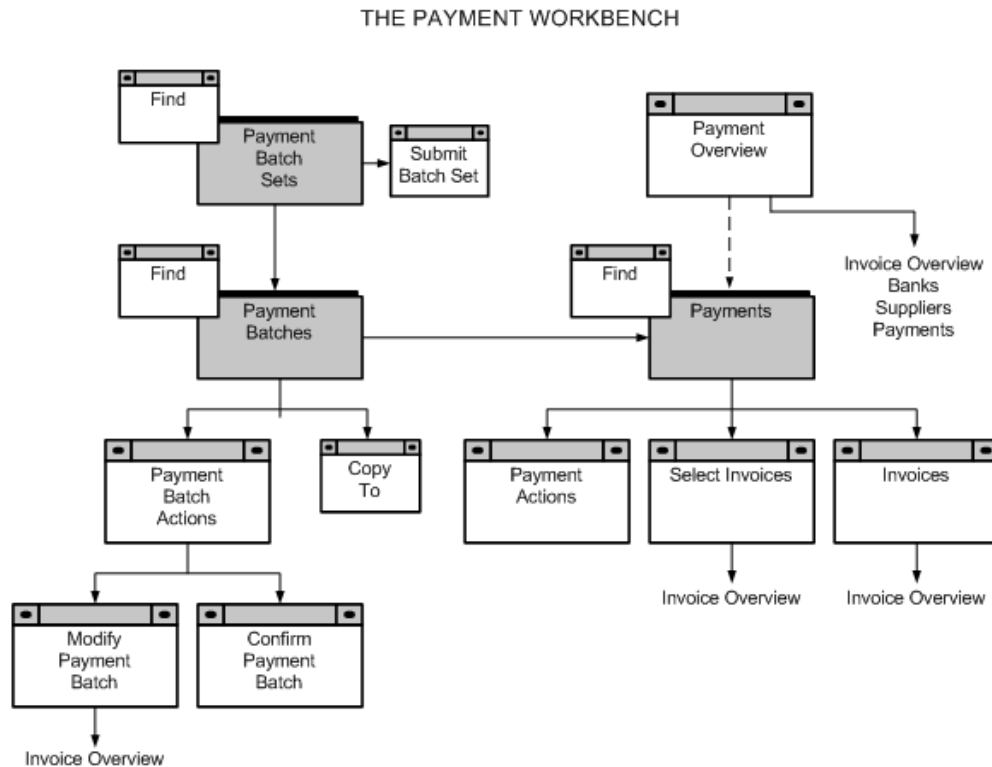 THE PAYMENT WORKBENCH
Find
Payment
Batch
Sets
Submit
Batch Set
Payment
Overview
Find
Payment
Batches
Find
Payments
Invoice Overview
Banks
Suppliers
Payments
Payment
Batch
Actions
Copy
To
Payment
Actions
Select Invoices
Invoices
Invoice Overview
Invoice Overview
Modify
Payment
Batch
Confirm
Payment
Batch
Invoice Overview